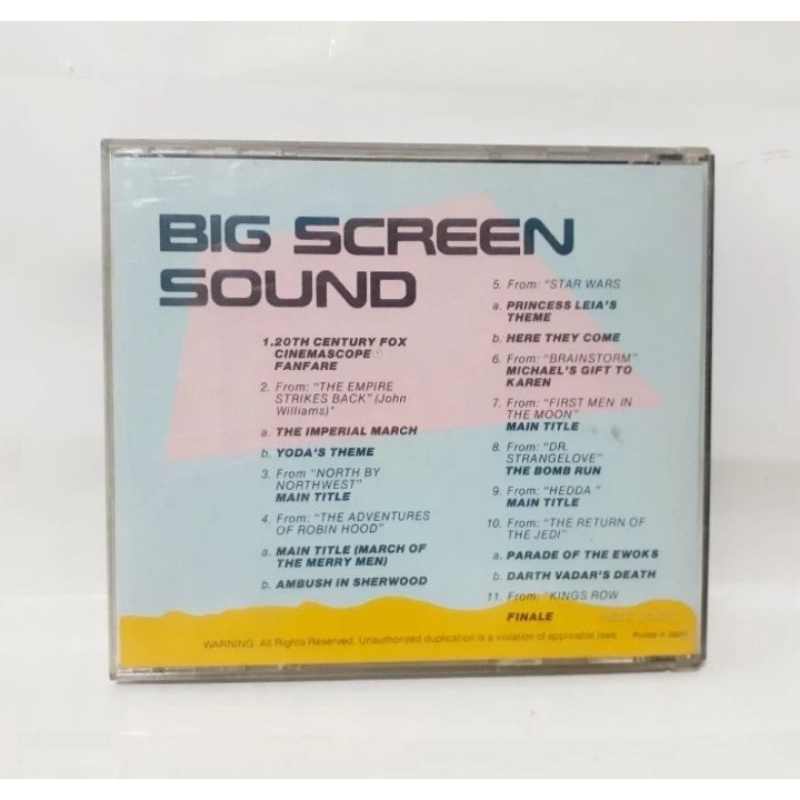 BIG SCREEN
SOUND
1.20TH CENTURY FOX
CINEMASCOPE
FANFARE
2. From: "THE EMPIRE
STRIKES BACK" (John
Williams)"
a. THE IMPERIAL MARCH
b. YODA'S THEME
3. From "NORTH BY
NORTHWEST"
MAIN TITLE
4. From: "THE ADVENTURES
OF ROBIN HOOD"
a. MAIN TITLE (MARCH OF
THE MERRY MEN)
b. AMBUSH IN SHERWOOD
5. From: "STAR WARS
a. PRINCESS LEIA'S
THEME
b. HERE THEY COME
6. From: "BRAINSTORM"
MICHAEL'S GIFT TO
KAREN
7. From: "FIRST MEN IN
THE MOON"
MAIN TITLE
8. From: "DR.
STRANGELOVE"
THE BOMB RUN
9. From: "HEDDA "
MAIN TITLE
10. From: "THE RETURN OF
THE JEDI"
a. PARADE OF THE EWOKS
b. DARTH VADAR'S DEATH
11. From: "KINGS ROW
FINALE
WARNING: All Rights Reserved. Unauthorized duplication is a violation of applicable laws. Printed in Japan